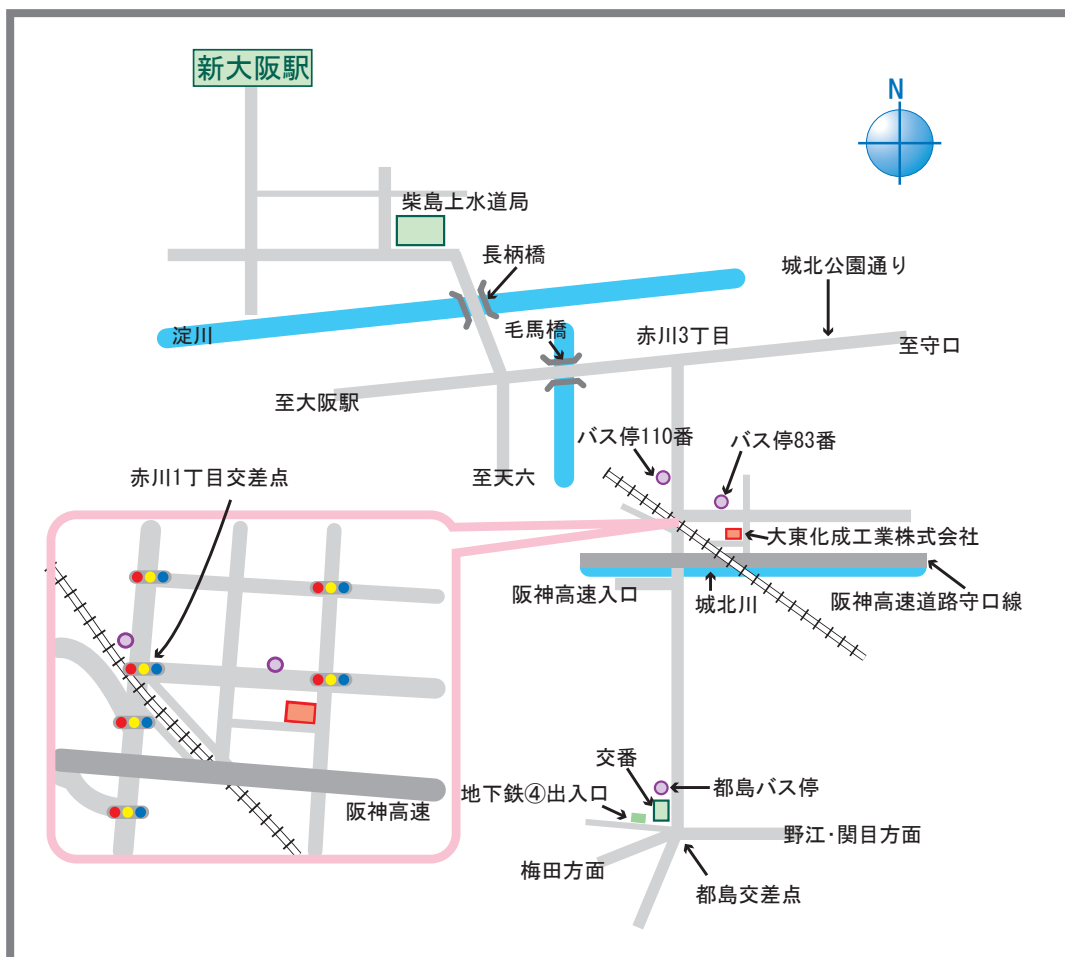 新大阪駅
N
柴島上水道局
長柄橋
城北公園通り
淀川
毛馬橋
赤川3丁目
至守口
至大阪駅
バス停110番
バス停83番
赤川1丁目交差点
至天六
大東化成工業株式会社
阪神高速入口
城北川
阪神高速道路守口線
交番
地下鉄④出入口
都島バス停
阪神高速
野江・関目方面
梅田方面
都島交差点